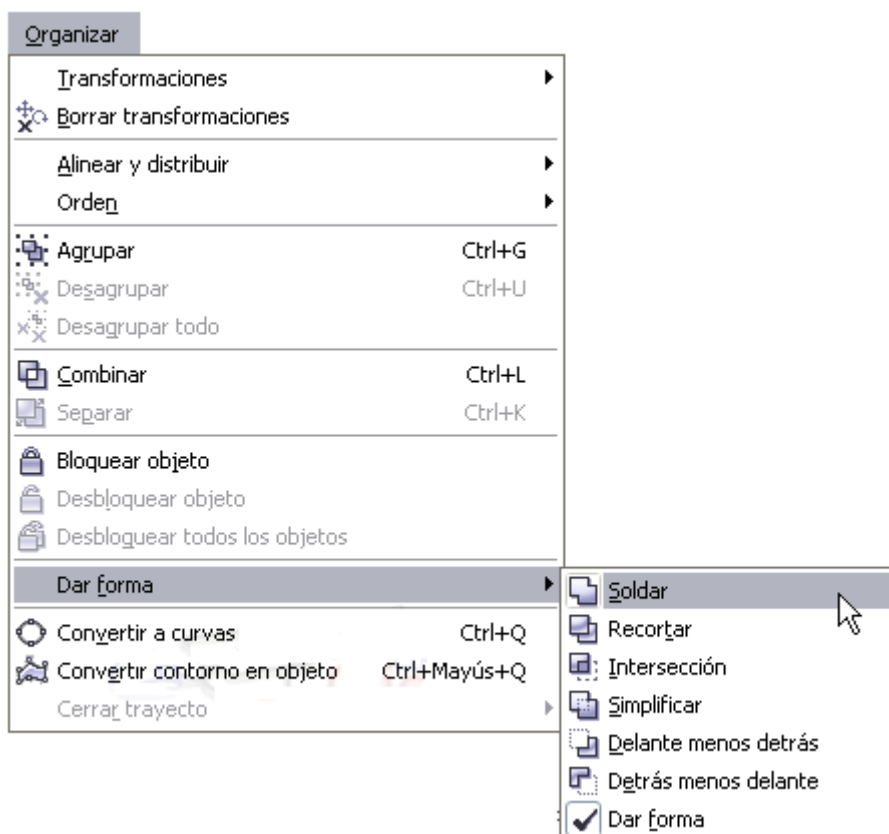 Organizar
Transformaciones
Borrar transformaciones
Alinear y distribuir
Orden
Agrupar Ctrl+G
Desagrupar Ctrl+U
Desagrupar todo
Combinar Ctrl+L
Separar Ctrl+K
Bloquear objeto
Desbloquear objeto
Desbloquear todos los objetos
Dar forma
Convertir a curvas Ctrl+Q
Convertir contorno en objeto Ctrl+Mayús+Q
Cerrar trayecto
Soldar
Recortar
Intersección
Simplificar
Delante menos detrás
Detrás menos delante
Dar forma